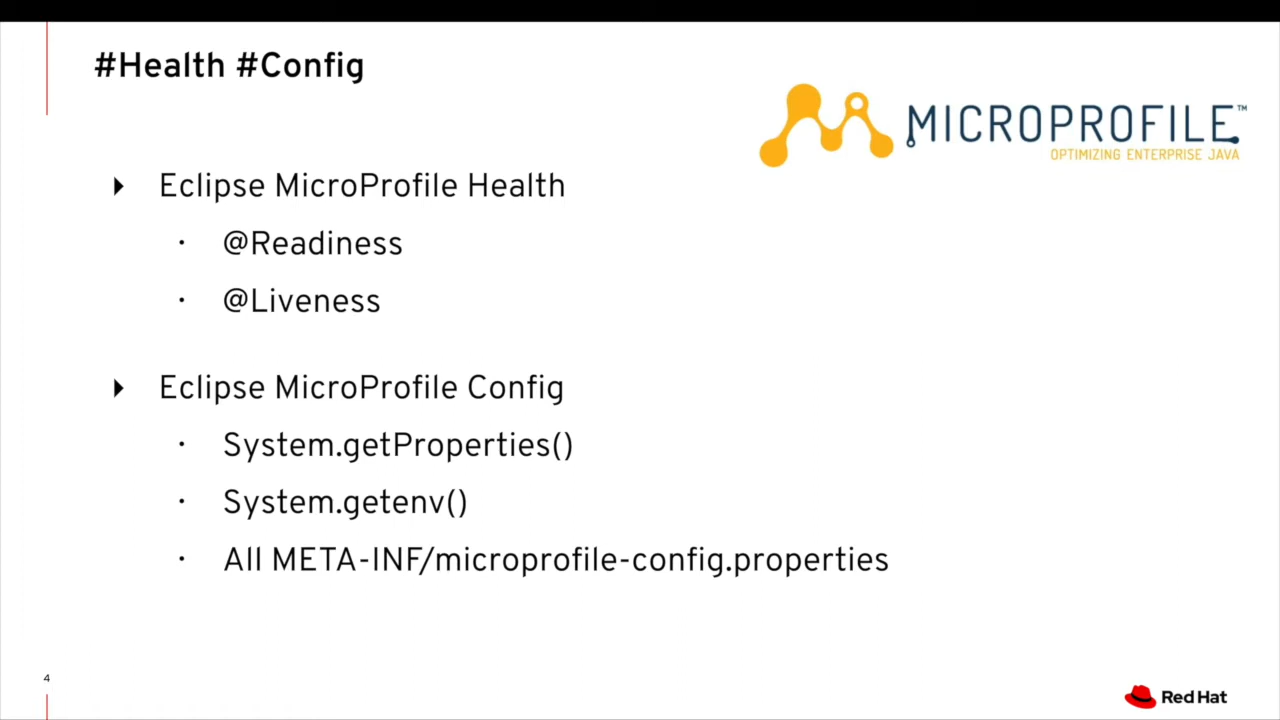 #Health #Config
MICROPROFILE™
OPTIMIZING ENTERPRISE JAVA
Eclipse MicroProfile Health
@Readiness
@Liveness
Eclipse MicroProfile Config
System.getProperties()
System.getenv()
All META-INF/microprofile-config.properties
4
Red Hat